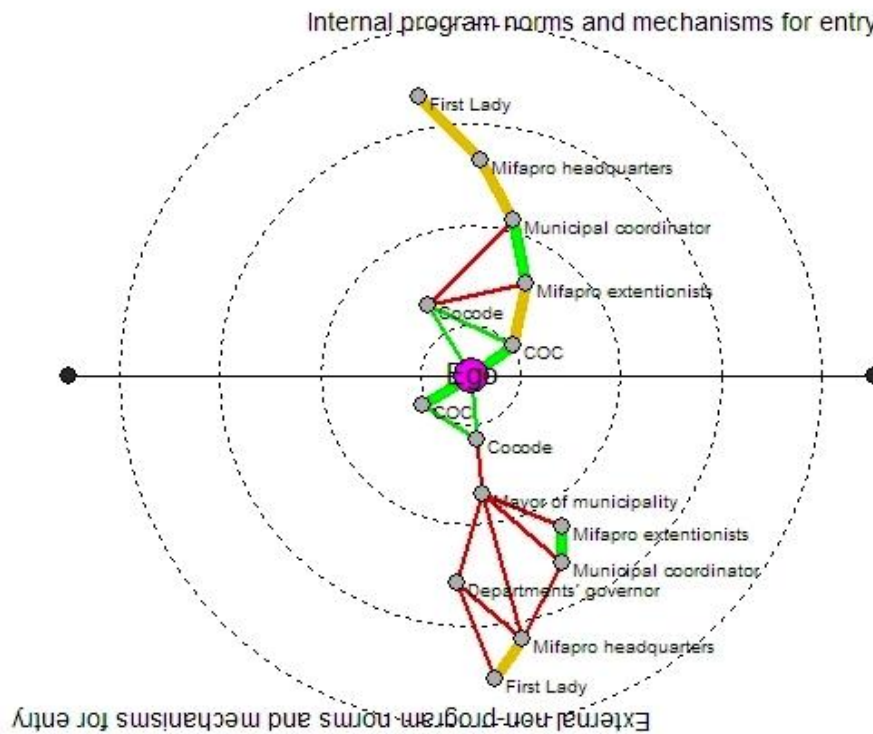 Internal program norms and mechanisms for entry
First Lady
Mifapro headquarters
Municipal coordinator
Mifapro extentionists
Cocode
COC
Ego
COC
Cocode
Mayor of municipality
Mifapro extentionists
Municipal coordinator
Departments' governor
Mifapro headquarters
First Lady
External non-program norms and mechanisms for entry